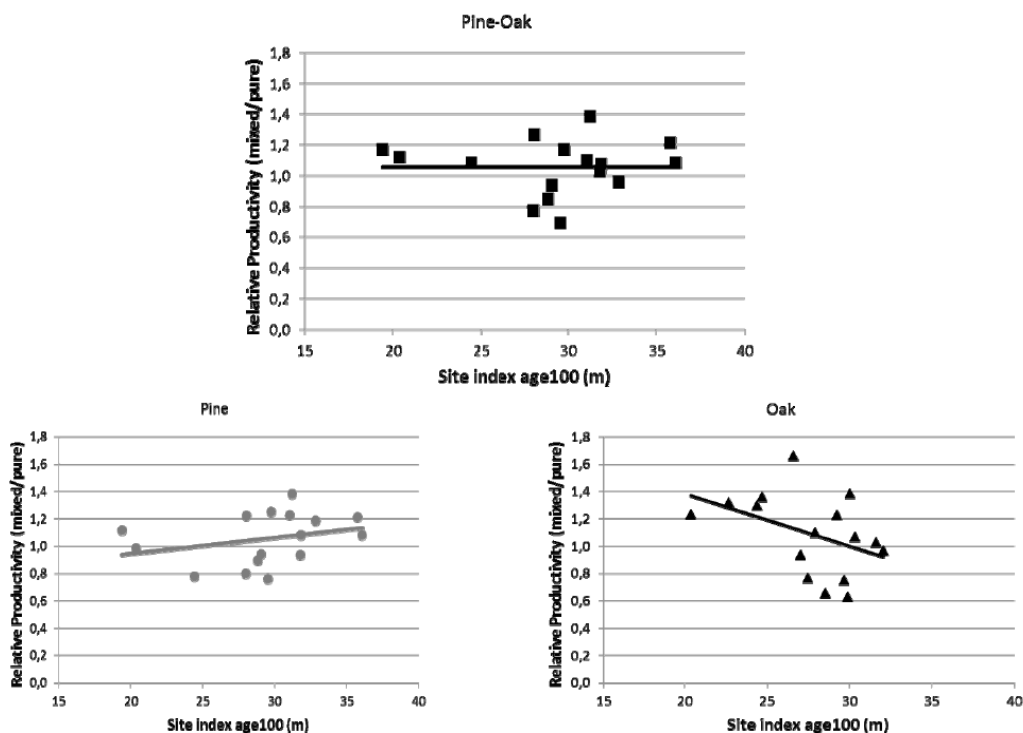 Pine-Oak
Relative Productivity (mixed/pure)
1,8
1,6
1,4
1,2
1,0
0,8
0,6
0,4
0,2
0,0
15 20 25 30 35 40
Site index age100 (m)
Pine
Relative Productivity (mixed/pure)
1,8
1,6
1,4
1,2
1,0
0,8
0,6
0,4
0,2
0,0
15 20 25 30 35 40
Site index age100 (m)
Oak
Relative Productivity (mixed/pure)
1,8
1,6
1,4
1,2
1,0
0,8
0,6
0,4
0,2
0,0
15 20 25 30 35 40
Site index age100 (m)